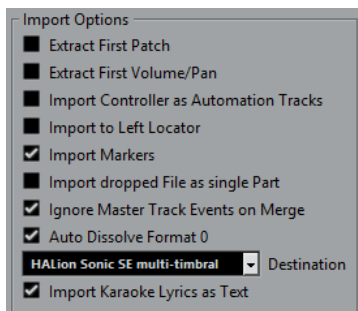 Import Options
Extract First Patch
Extract First Volume/Pan
Import Controller as Automation Tracks
Import to Left Locator
Import Markers
Import dropped File as single Part
Ignore Master Track Events on Merge
Auto Dissolve Format 0
HALion Sonic SE multi-timbral Destination
Import Karaoke Lyrics as Text